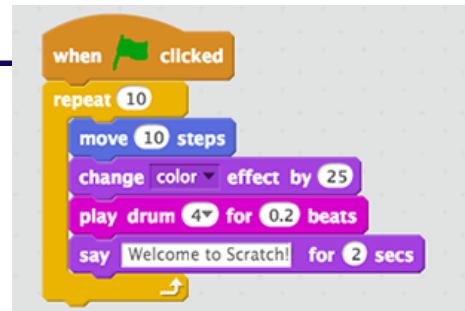 when clicked
repeat 10
move 10 steps
change color effect by 25
play drum 4 for 0.2 beats
say Welcome to Scratch! for 2 secs